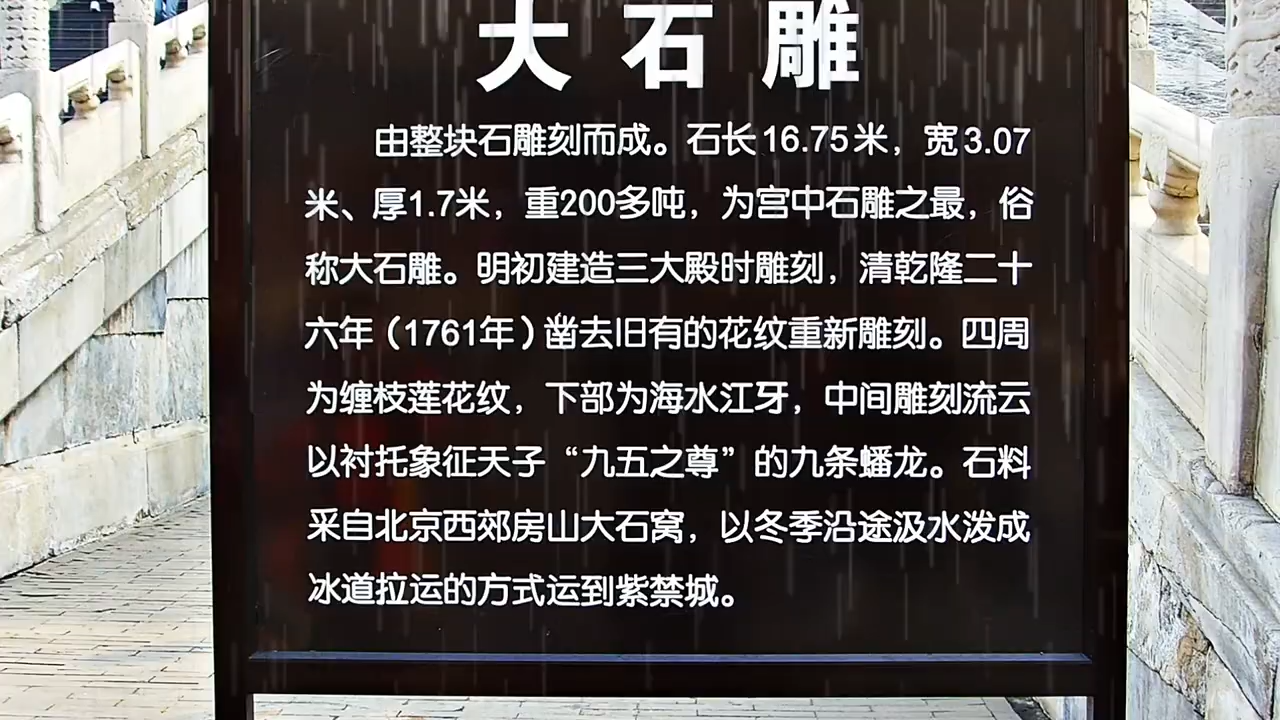 大石雕
由整块石雕刻而成。石长16.75米，宽3.07
米、厚1.7米，重200多吨，为宫中石雕之最，俗
称大石雕。明初建造三大殿时雕刻，清乾隆二十
六年（1761年）凿去旧有的花纹重新雕刻。四周
为缠枝莲花纹，下部为海水江牙，中间雕刻流云
以衬托象征天子“九五之尊”的九条蟠龙。石料
采自北京西郊房山大石窝，以冬季沿途汲水泼成
冰道拉运的方式运到紫禁城。